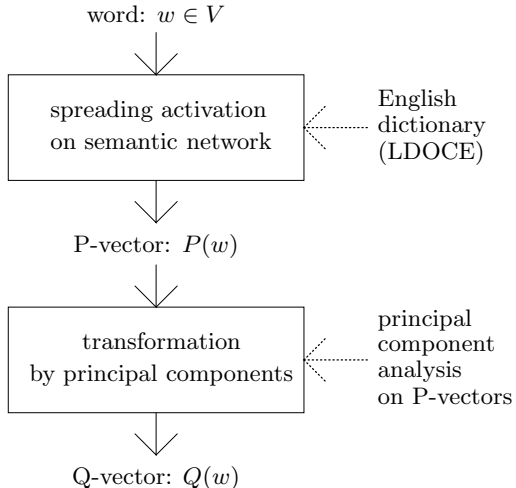 word: w ∈ V
spreading activation
on semantic network
English
dictionary
(LDOCE)
P-vector: P(w)
transformation
by principal components
principal
component
analysis
on P-vectors
Q-vector: Q(w)